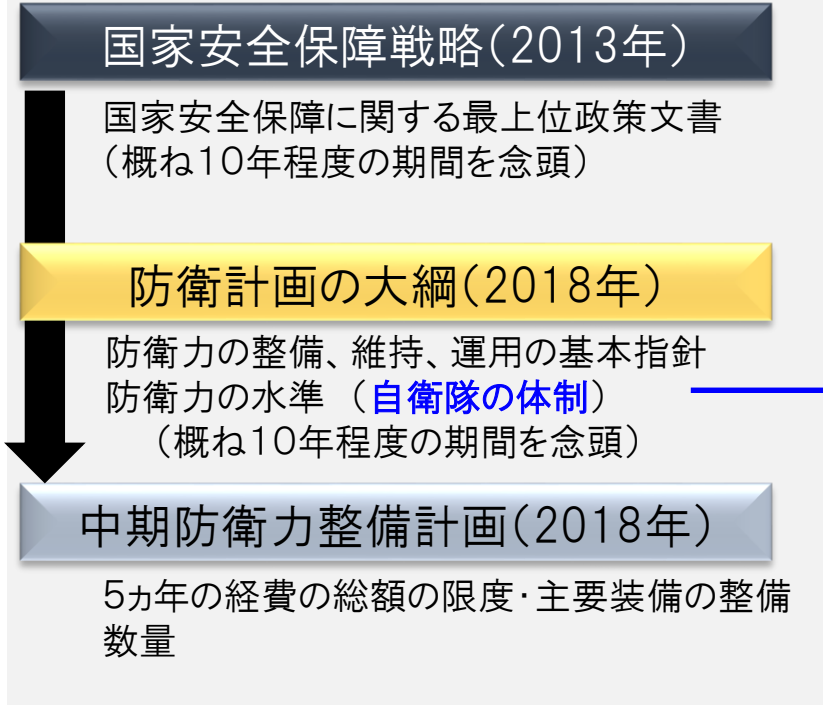 国家安全保障戦略(2013年)
国家安全保障に関する最上位政策文書
(概ね10年程度の期間を念頭)
防衛計画の大綱(2018年)
防衛力の整備、維持、運用の基本指針
防衛力の水準 (自衛隊の体制)
(概ね10年程度の期間を念頭)
中期防衛力整備計画(2018年)
5ヵ年の経費の総額の限度・主要装備の整備
数量